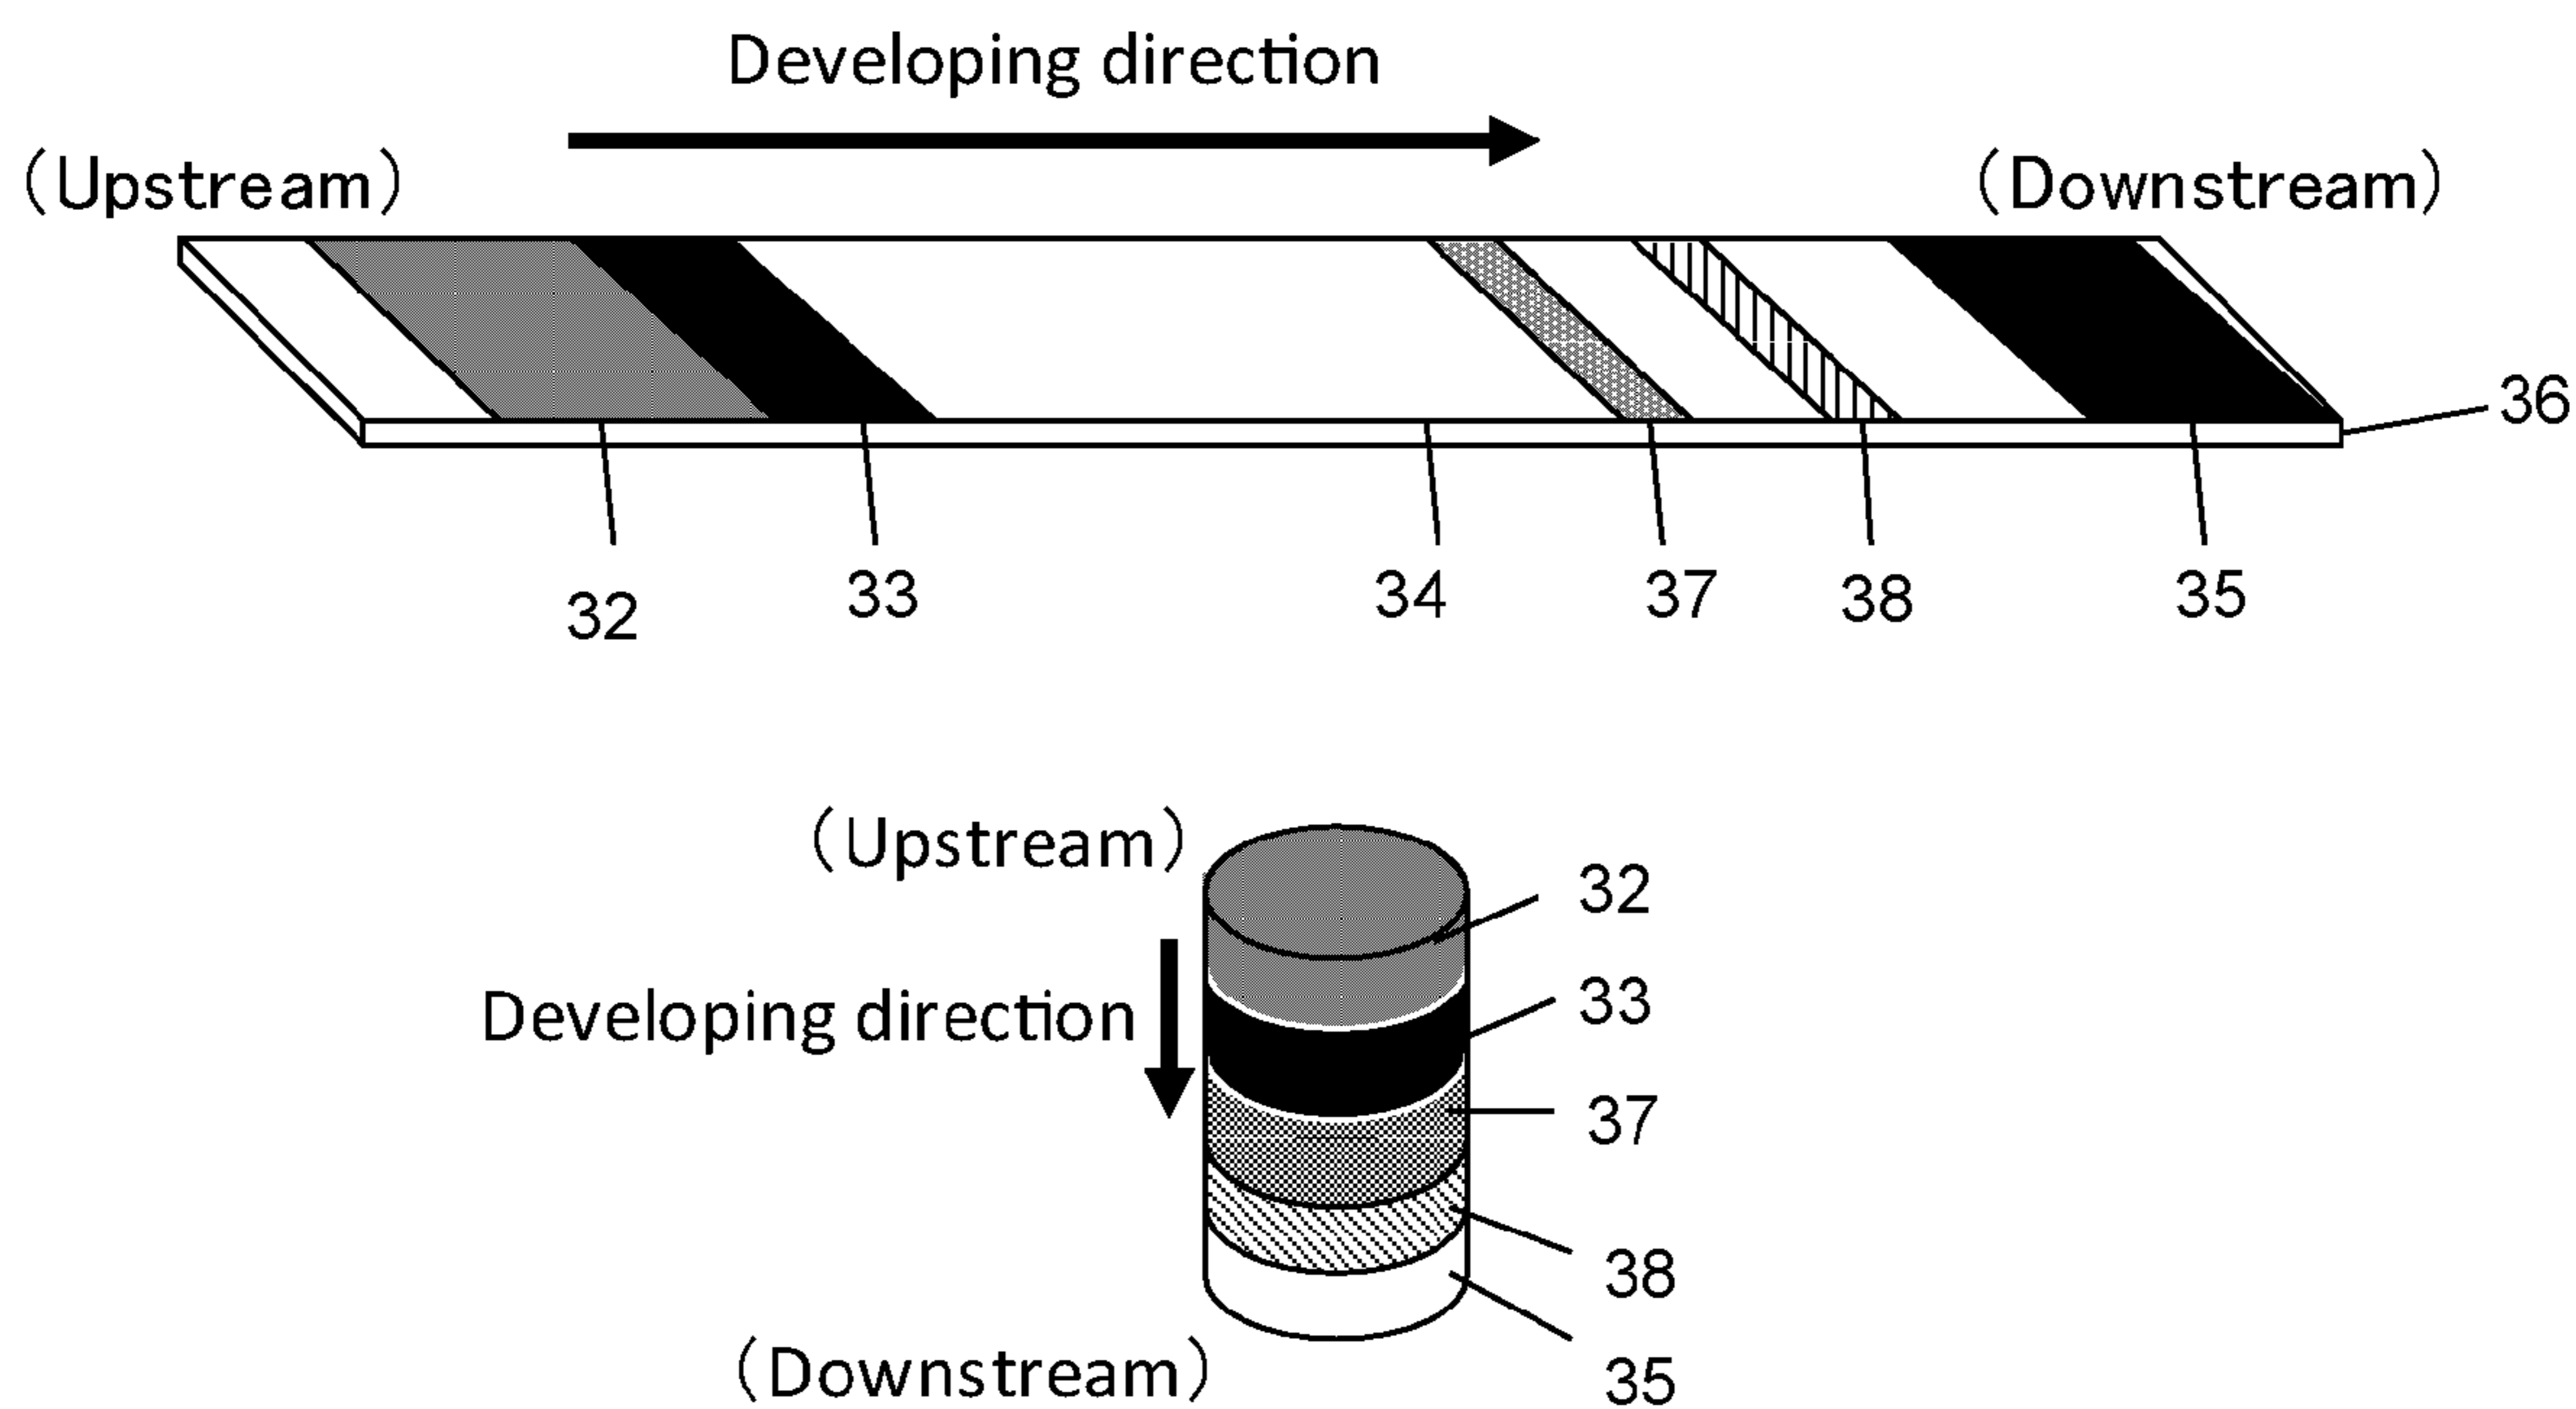 Developing direction
(Upstream)
(Downstream)
36
32
33
34
37
38
35
(Upstream)
32
33
Developing direction
37
38
(Downstream)
35